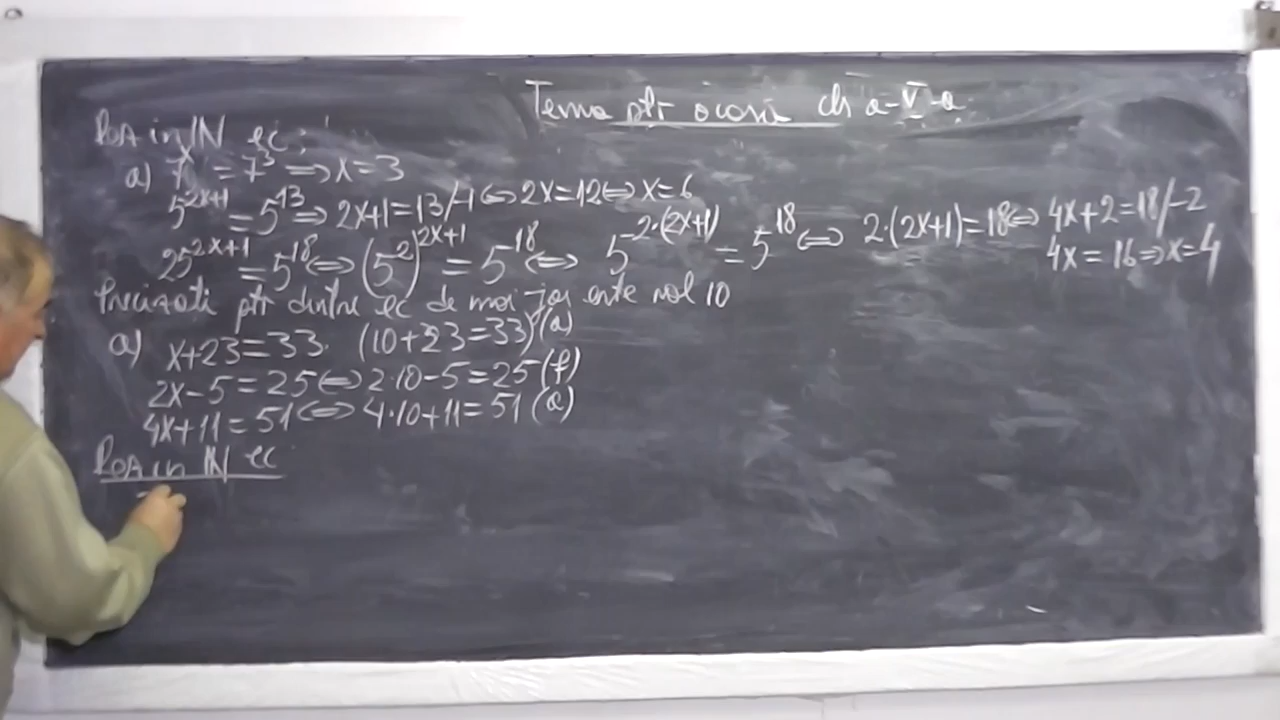 Tema ptr acasă cls a-V-a
Rez in ℕ ec:
a) 7^x = 7^3 ⇒ x = 3
5^{2x+1} = 5^{13} ⇒ 2x+1 = 13 /-1 ⇔ 2x = 12 ⇔ x = 6
25^{2x+1} = 5^{18} ⇔ (5^2)^{2x+1} = 5^{18} ⇔ 5^{2·(2x+1)} = 5^{18} ⇔ 2·(2x+1) = 18 ⇔ 4x+2 = 18 /-2
4x = 16 ⇒ x = 4
Precizati ptr dintre ec de mai jos este sol 10
a) x+23 = 33. (10+23 = 33) (a)
2x-5 = 25 ⇔ 2·10-5 = 25 (f)
4x+11 = 51 ⇔ 4·10+11 = 51 (a)
Rez in ℕ ec